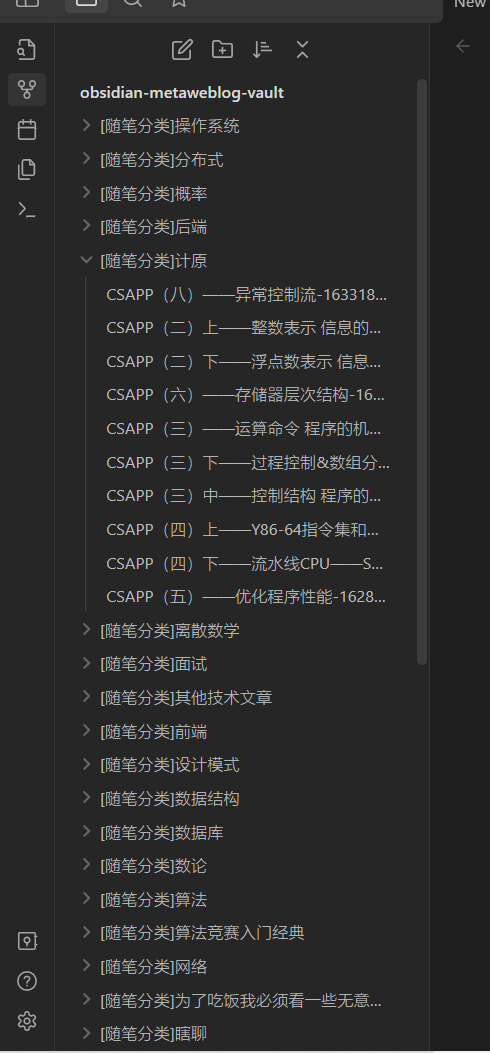 New
obsidian-metaweblog-vault
[随笔分类]操作系统
[随笔分类]分布式
[随笔分类]概率
[随笔分类]后端
[随笔分类]计原
CSAPP（八）——异常控制流-163318...
CSAPP（二）上——整数表示 信息的...
CSAPP（二）下——浮点数表示 信息...
CSAPP（六）——存储器层次结构-16...
CSAPP（三）——运算命令 程序的机...
CSAPP（三）下——过程控制&数组分...
CSAPP（三）中——控制结构 程序的...
CSAPP（四）上——Y86-64指令集和...
CSAPP（四）下——流水线CPU——S...
CSAPP（五）——优化程序性能-1628...
[随笔分类]离散数学
[随笔分类]面试
[随笔分类]其他技术文章
[随笔分类]前端
[随笔分类]设计模式
[随笔分类]数据结构
[随笔分类]数据库
[随笔分类]数论
[随笔分类]算法
[随笔分类]算法竞赛入门经典
[随笔分类]网络
[随笔分类]为了吃饭我必须看一些无意...
[随笔分类]瞎聊